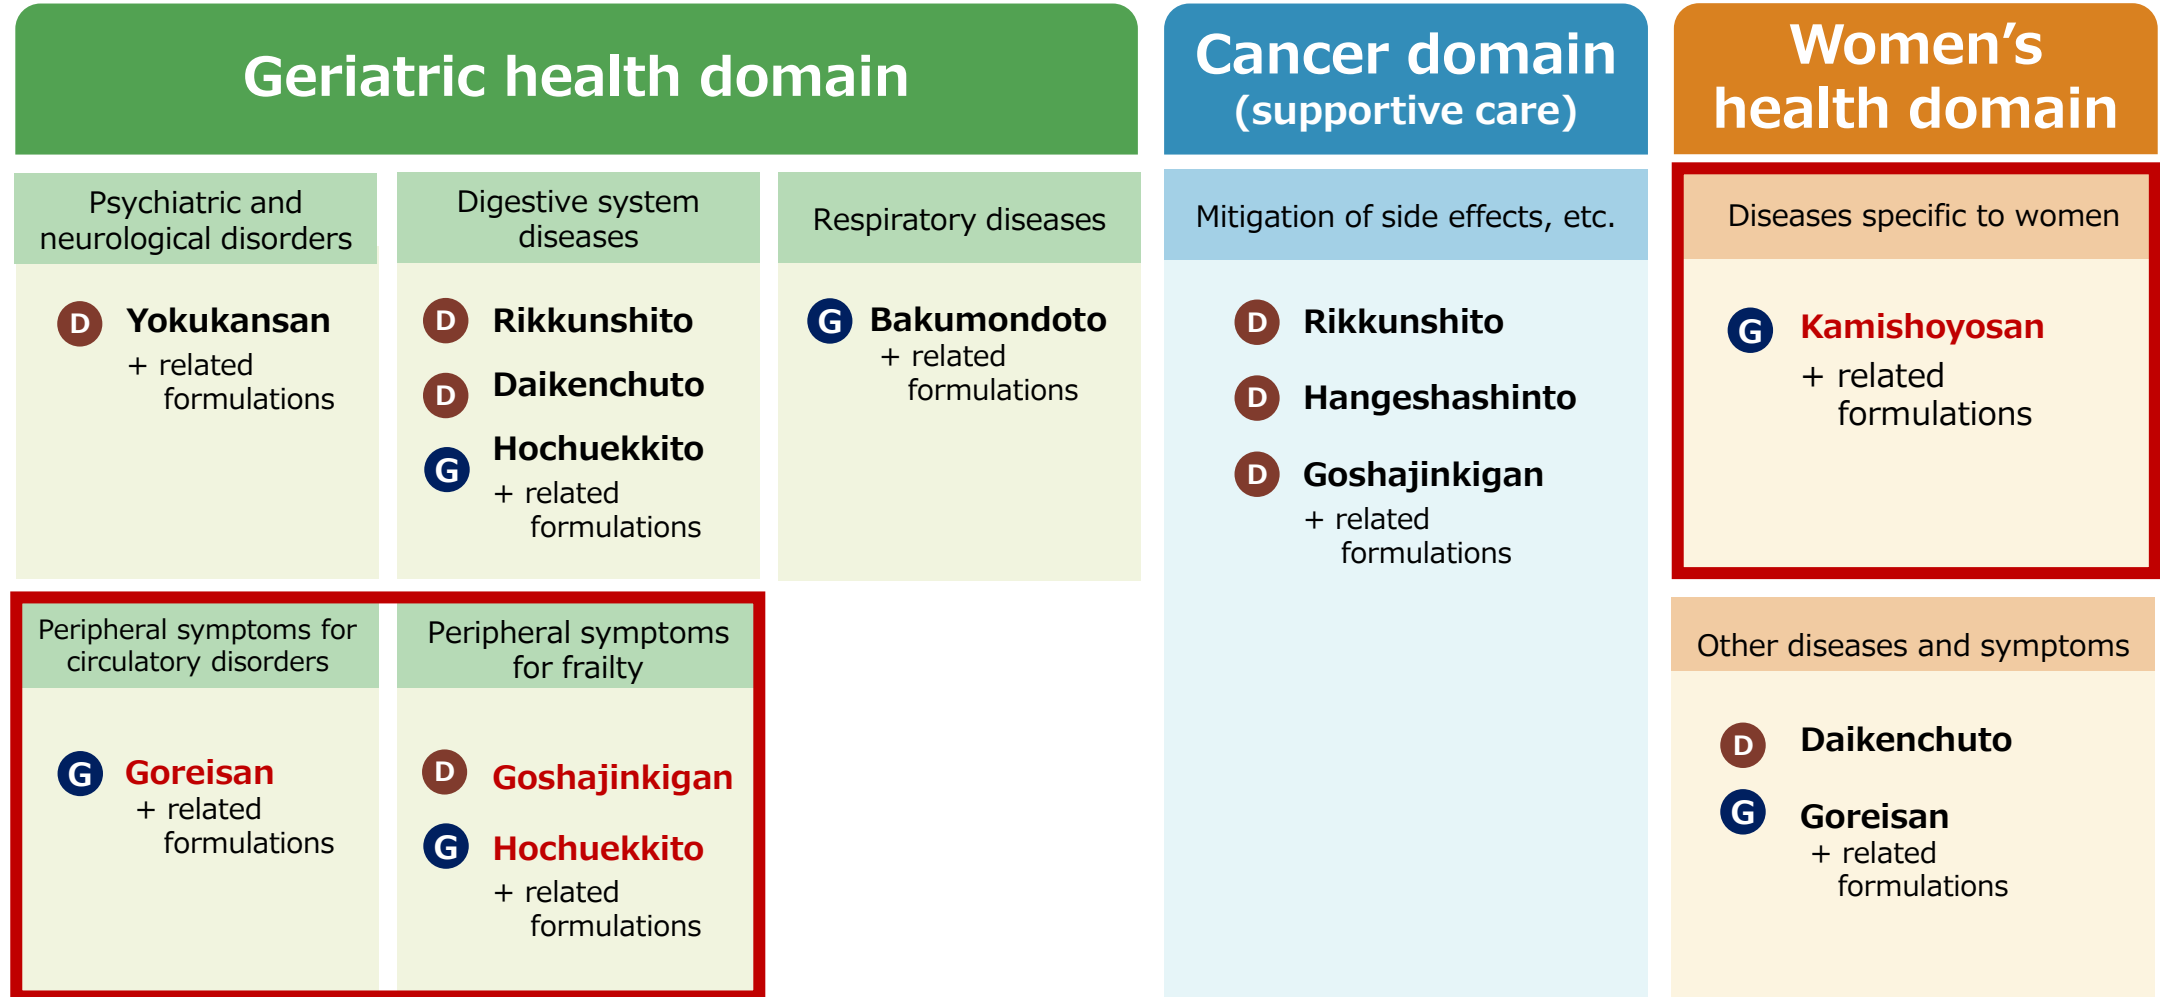 Geriatric health domain
Psychiatric and
neurological disorders
D Yokukansan
+ related
formulations
Digestive system
diseases
D Rikkunshito
D Daikenchuto
G Hochuekkito
+ related
formulations
Respiratory diseases
G Bakumondoto
+ related
formulations
Peripheral symptoms for
circulatory disorders
G Goreisan
+ related
formulations
Peripheral symptoms
for frailty
D Goshajinkigan
G Hochuekkito
+ related
formulations
Cancer domain
(supportive care)
Mitigation of side effects, etc.
D Rikkunshito
D Hangeshashinto
D Goshajinkigan
+ related
formulations
Women’s
health domain
Diseases specific to women
G Kamishoyosan
+ related
formulations
Other diseases and symptoms
D Daikenchuto
G Goreisan
+ related
formulations